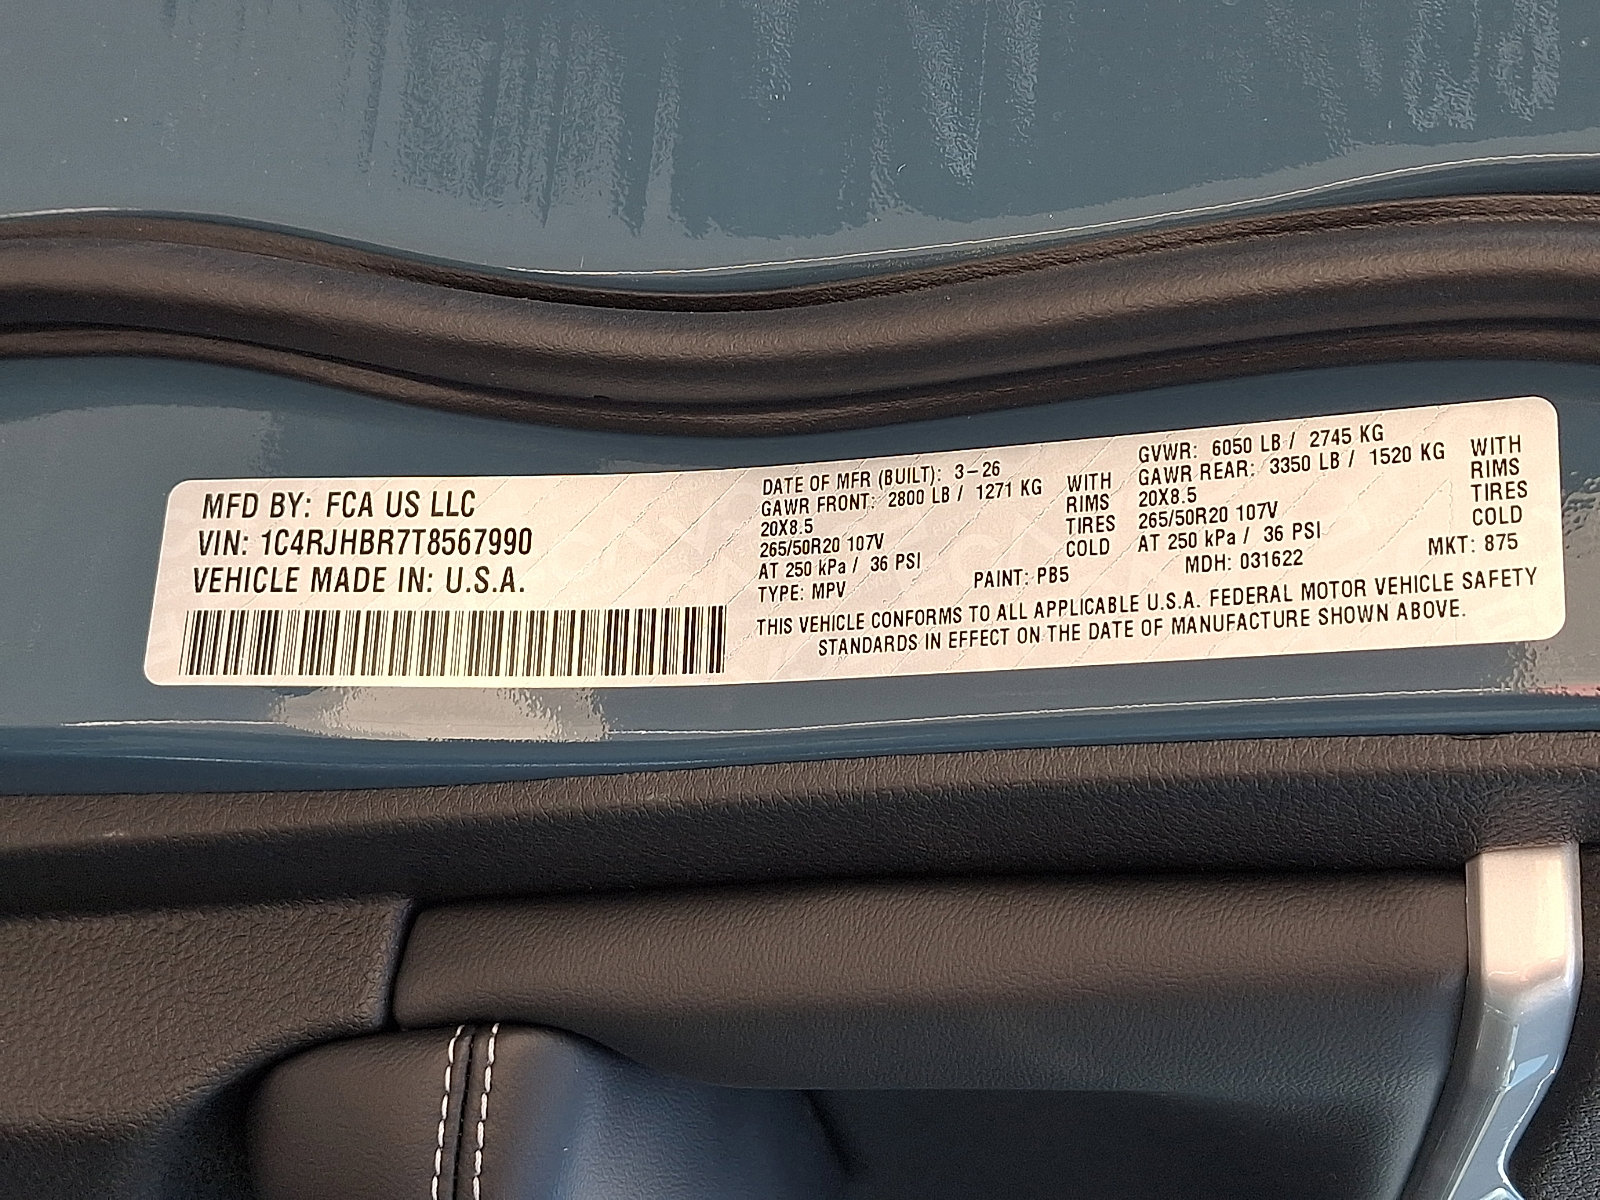 MFD BY: FCA US LLC
VIN: 1C4RJHBR7T8567990
VEHICLE MADE IN: U.S.A.
DATE OF MFR (BUILT): 3-26
GAWR FRONT: 2800 LB / 1271 KG
20X8.5
265/50R20 107V
AT 250 kPa / 36 PSI
TYPE: MPV
WITH
RIMS
TIRES
COLD
PAINT: PB5
GVWR: 6050 LB / 2745 KG
GAWR REAR: 3350 LB / 1520 KG
20X8.5
265/50R20 107V
AT 250 kPa / 36 PSI
MDH: 031622
WITH
RIMS
TIRES
COLD
MKT: 875
THIS VEHICLE CONFORMS TO ALL APPLICABLE U.S.A. FEDERAL MOTOR VEHICLE SAFETY
STANDARDS IN EFFECT ON THE DATE OF MANUFACTURE SHOWN ABOVE.